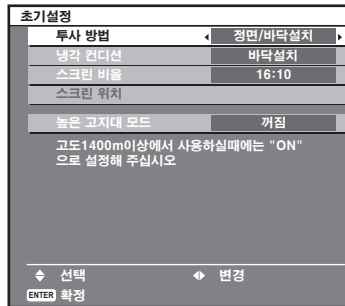 초기설정
투사 방법 정면/바닥설치
냉각 컨디션 바닥설치
스크린 비율 16:10
스크린 위치
높은 고지대 모드 꺼짐
고도1400m이상에서 사용하실때에는 "ON"
으로 설정해 주십시오
선택 변경
ENTER 확정